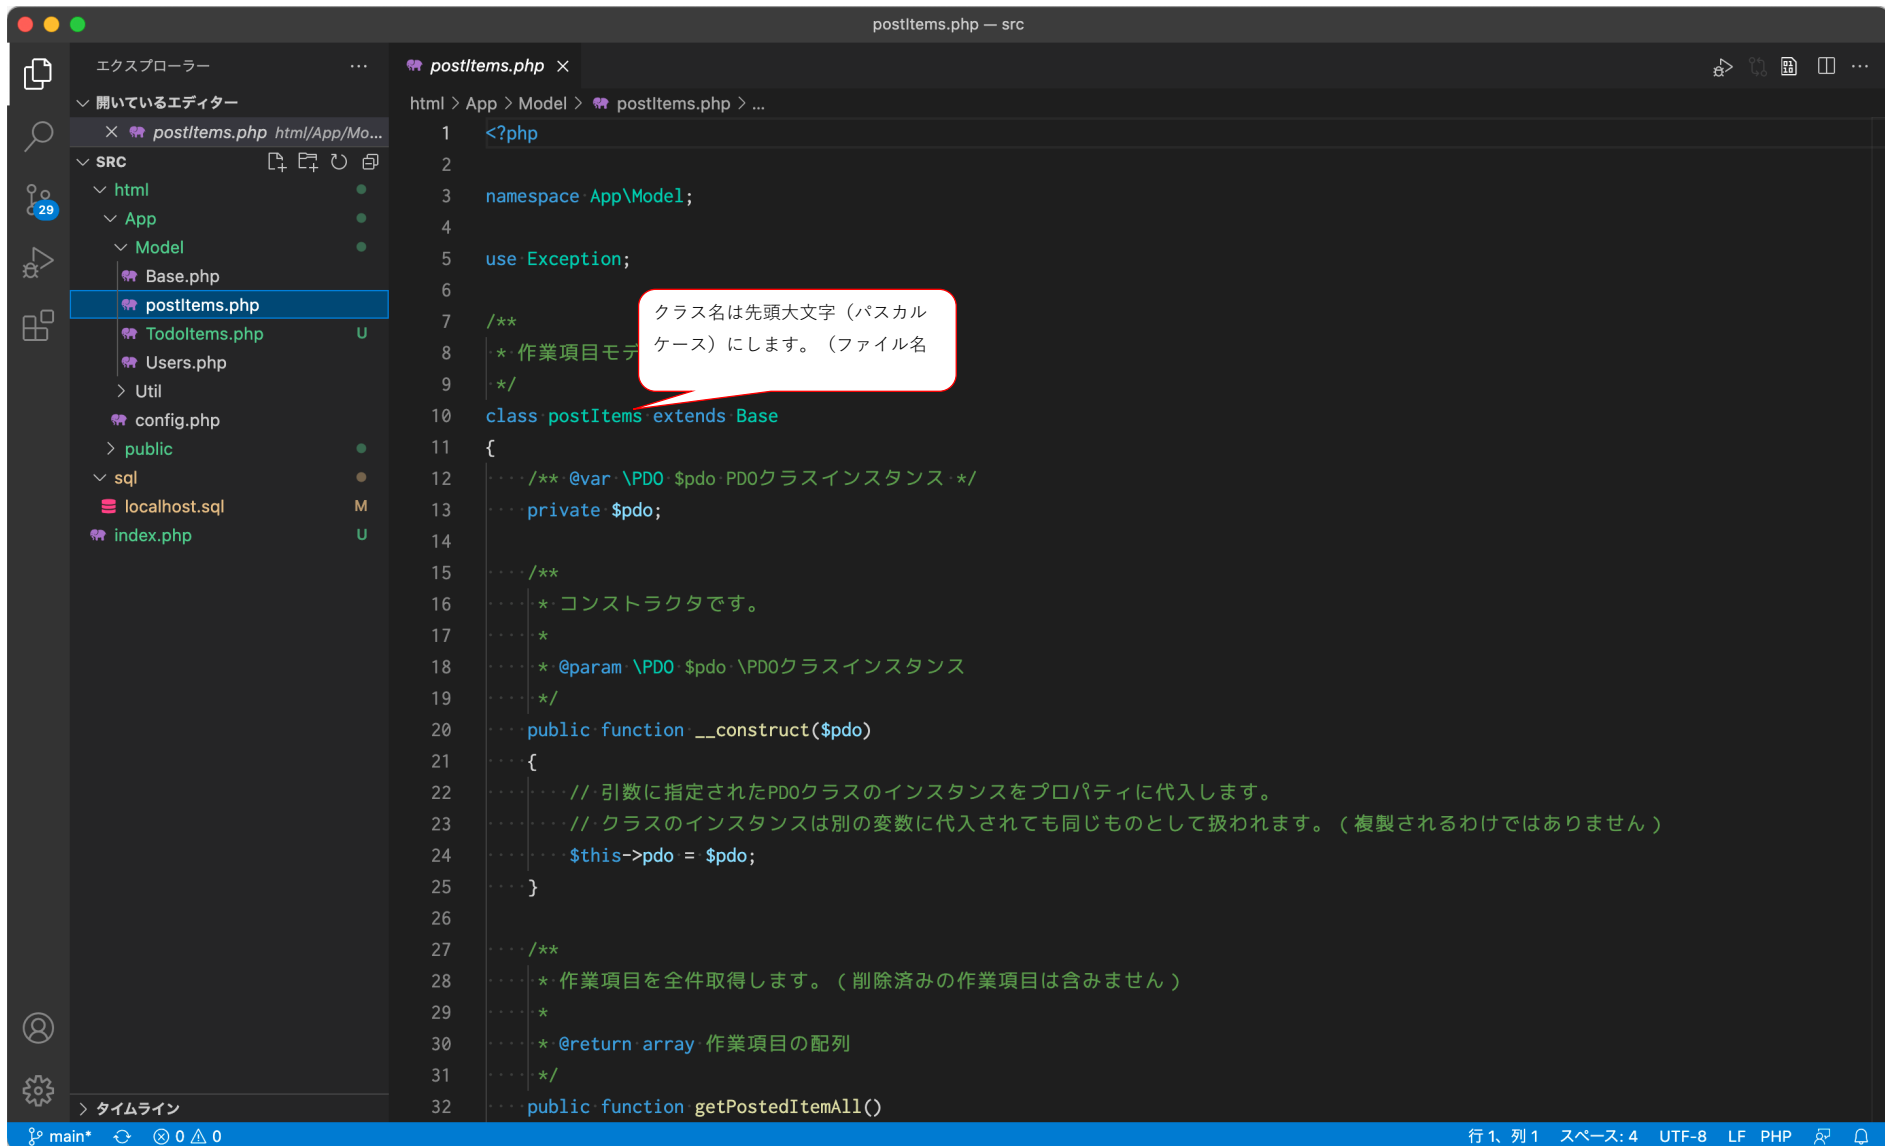 postItems.php — src
エクスプローラー
開いているエディター
postItems.php html/App/Mo...
SRC
html
App
Model
Base.php
postItems.php
TodoItems.php U
Users.php
Util
config.php
public
sql
localhost.sql M
index.php U
タイムライン
29
postItems.php
html > App > Model > postItems.php > ...
1 <?php
2
3 namespace App\Model;
4
5 use Exception;
6
7 /**
8 * 作業項目モデ
9 */
10 class postItems extends Base
11 {
12 /** @var \PDO $pdo PDOクラスインスタンス */
13 private $pdo;
14
15 /**
16 * コンストラクタです。
17 *
18 * @param \PDO $pdo \PDOクラスインスタンス
19 */
20 public function __construct($pdo)
21 {
22 // 引数に指定されたPDOクラスのインスタンスをプロパティに代入します。
23 // クラスのインスタンスは別の変数に代入されても同じものとして扱われます。(複製されるわけではありません)
24 $this->pdo = $pdo;
25 }
26
27 /**
28 * 作業項目を全件取得します。(削除済みの作業項目は含みません)
29 *
30 * @return array 作業項目の配列
31 */
32 public function getPostedItemAll()
クラス名は先頭大文字（パスカル
ケース）にします。（ファイル名
main* 0 0
行 1、列 1 スペース: 4 UTF-8 LF PHP